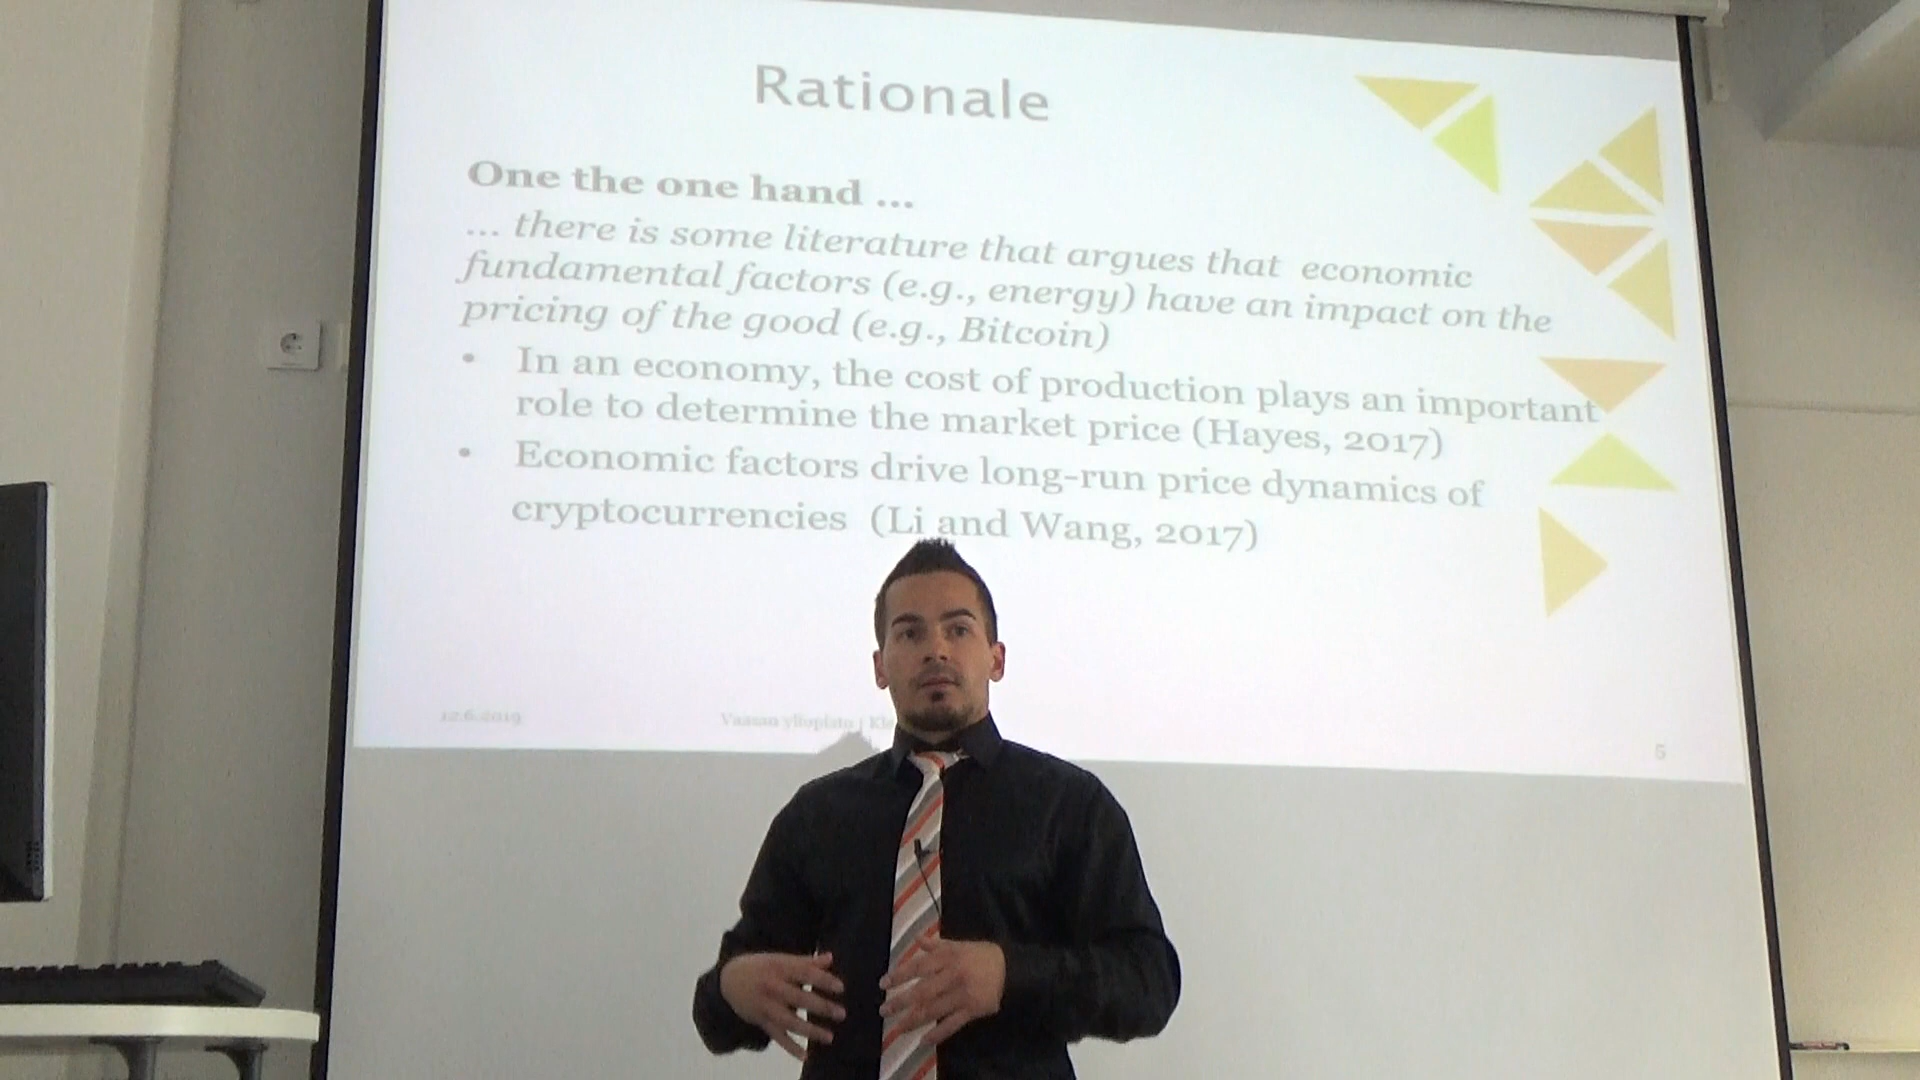 Rationale
One the one hand ...
... there is some literature that argues that economic
fundamental factors (e.g., energy) have an impact on the
pricing of the good (e.g., Bitcoin)
• In an economy, the cost of production plays an important
role to determine the market price (Hayes, 2017)
• Economic factors drive long-run price dynamics of
cryptocurrencies (Li and Wang, 2017)
12.6.2019
Vaasan yliopisto |
5